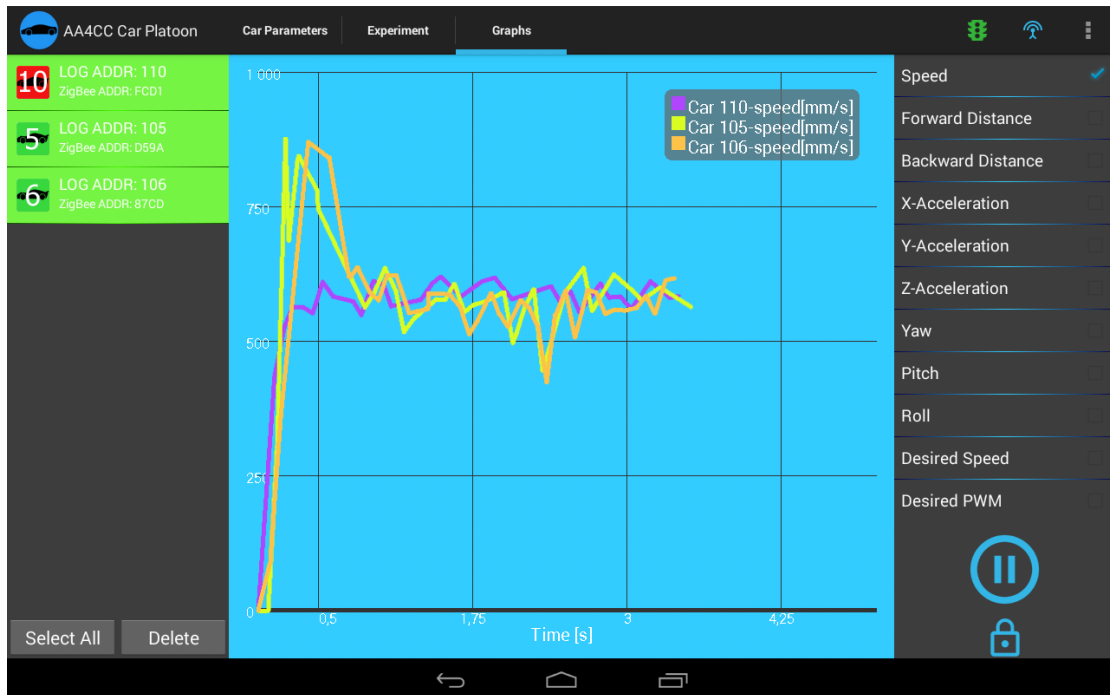 AA4CC Car Platoon
Car Parameters
Experiment
Graphs
10
LOG ADDR: 110
ZigBee ADDR: FCD1
5
LOG ADDR: 105
ZigBee ADDR: D59A
6
LOG ADDR: 106
ZigBee ADDR: 87CD
Select All
Delete
1 000
750
500
250
0
0,5
1,75
3
4,25
Time [s]
Car 110-speed[mm/s]
Car 105-speed[mm/s]
Car 106-speed[mm/s]
Speed
Forward Distance
Backward Distance
X-Acceleration
Y-Acceleration
Z-Acceleration
Yaw
Pitch
Roll
Desired Speed
Desired PWM